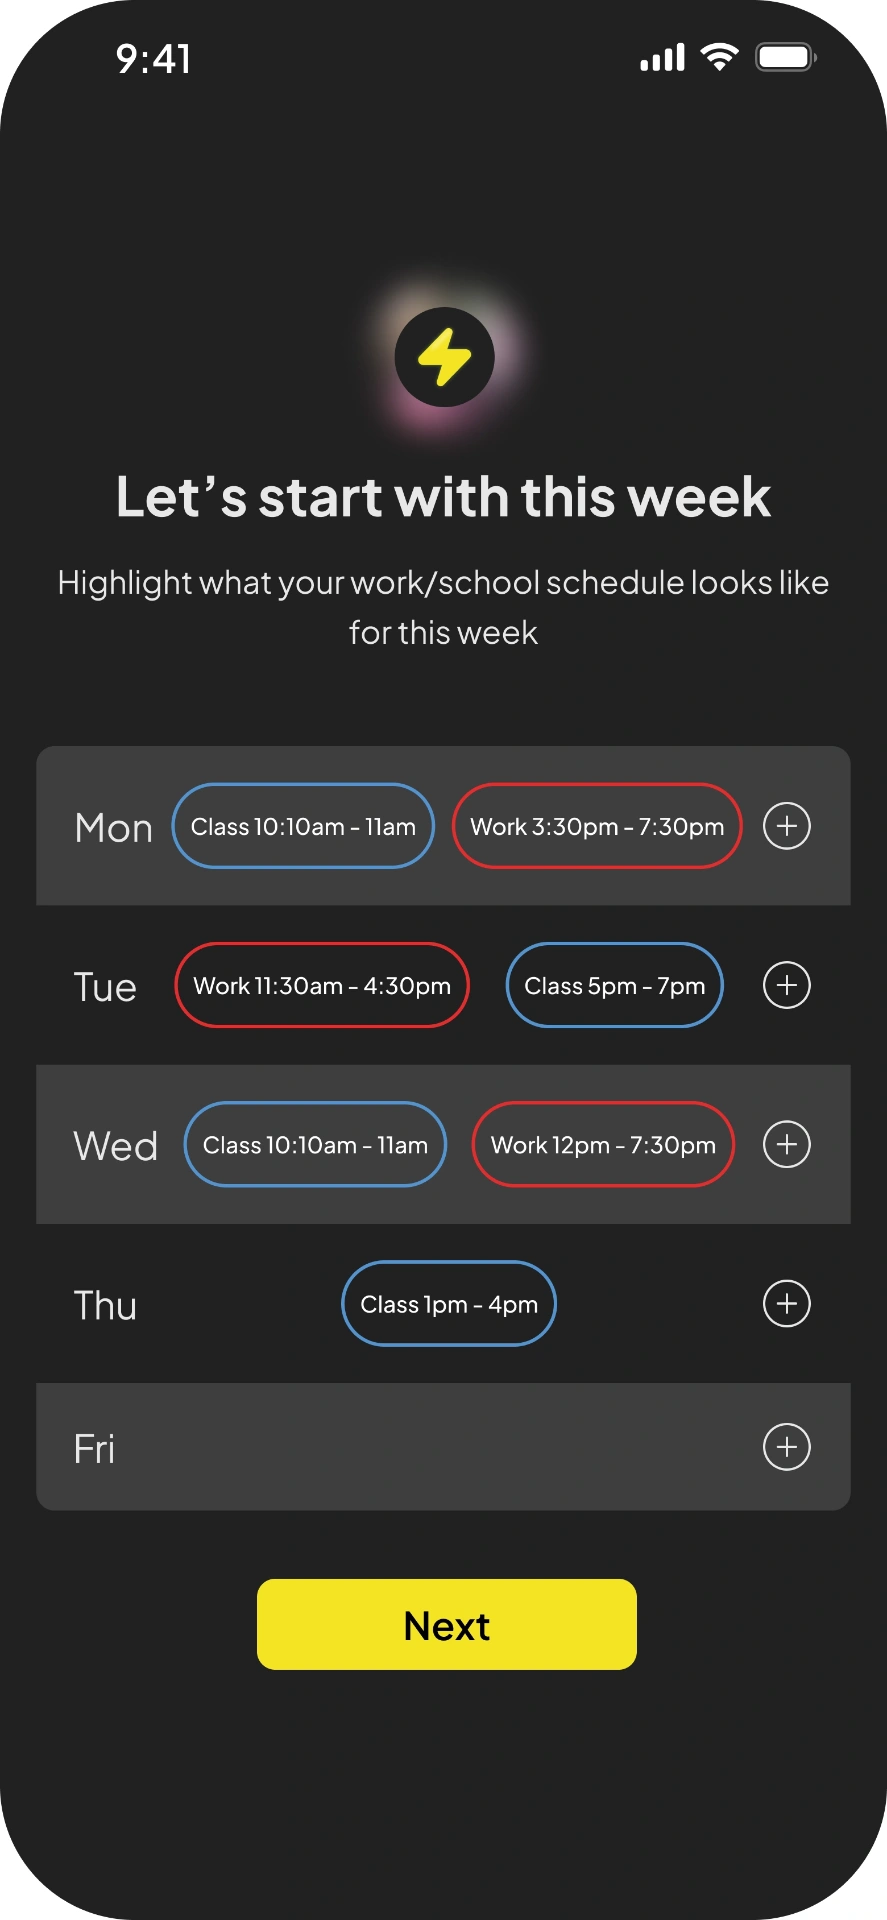 9:41
Let’s start with this week
Highlight what your work/school schedule looks like
for this week
Mon Class 10:10am - 11am Work 3:30pm - 7:30pm
Tue Work 11:30am - 4:30pm Class 5pm - 7pm
Wed Class 10:10am - 11am Work 12pm - 7:30pm
Thu Class 1pm - 4pm
Fri
Next